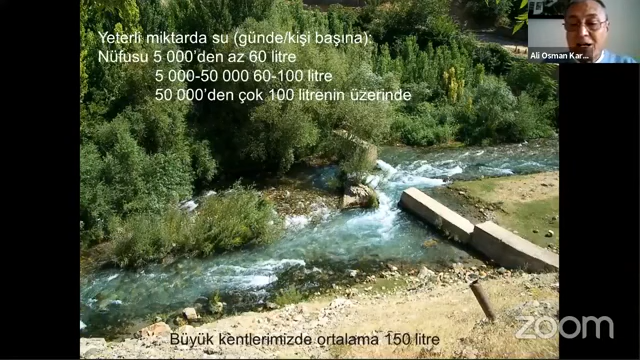 Yeterli miktarda su (günde/kişi başına):
Nüfusu 5 000’den az 60 litre
5 000-50 000 60-100 litre
50 000’den çok 100 litrenin üzerinde
Ali Osman Kar...
Büyük kentlerimizde ortalama 150 litre
zoom